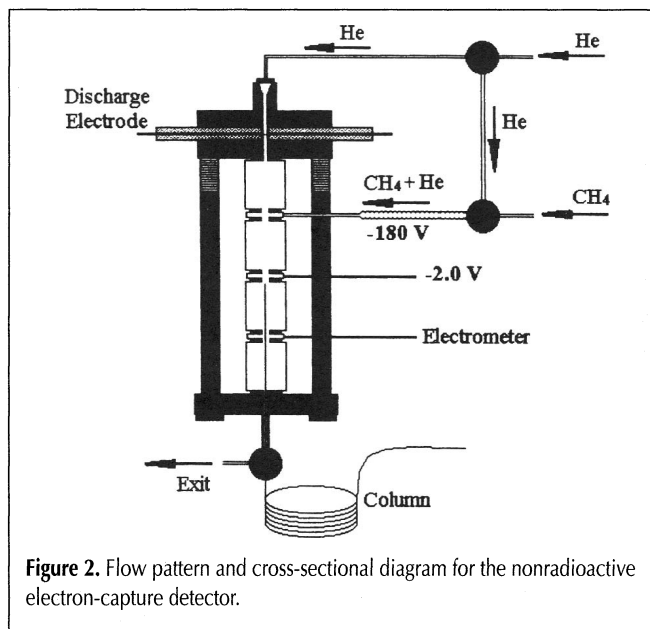 He
He
Discharge
Electrode
He
CH₄ + He
CH₄
-180 V
-2.0 V
Electrometer
Exit
Column
Figure 2. Flow pattern and cross-sectional diagram for the nonradioactive
electron-capture detector.